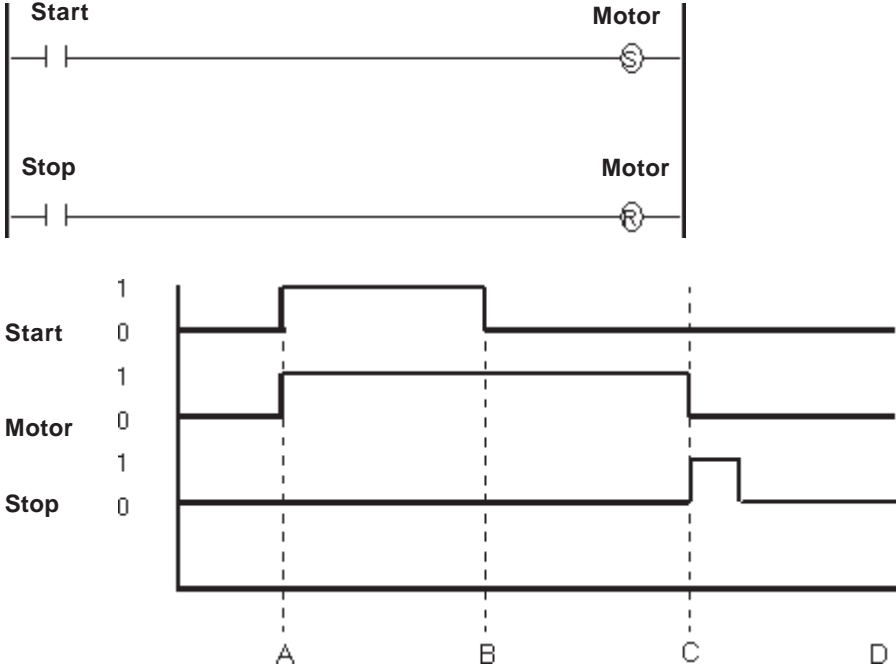 Start Motor
S
Stop Motor
R
1
Start 0
1
Motor 0
1
Stop 0
A B C D